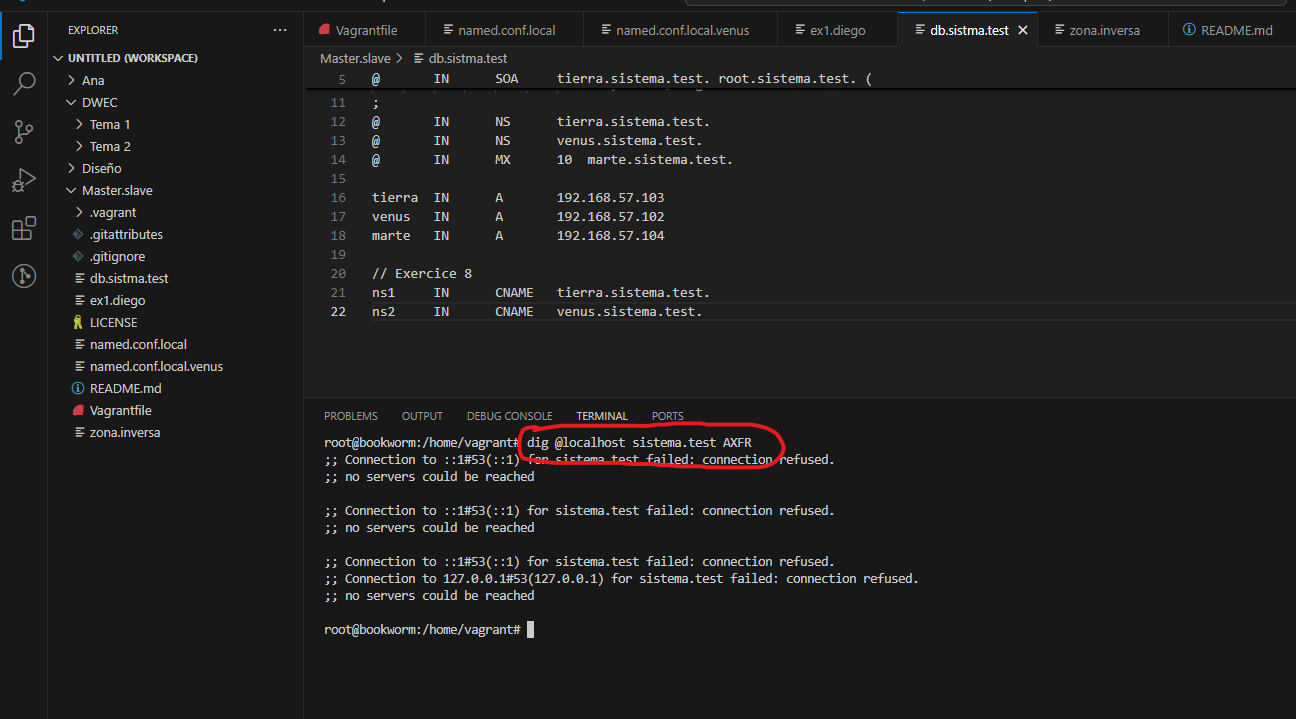 EXPLORER
UNTITLED (WORKSPACE)
Ana
DWEC
Tema 1
Tema 2
Diseño
Master.slave
.vagrant
.gitattributes
.gitignore
db.sistma.test
ex1.diego
LICENSE
named.conf.local
named.conf.local.venus
README.md
Vagrantfile
zona.inversa
Vagrantfile named.conf.local named.conf.local.venus ex1.diego db.sistma.test zona.inversa README.md
Master.slave > db.sistma.test
5 @ IN SOA tierra.sistema.test. root.sistema.test. (
11 ;
12 @ IN NS tierra.sistema.test.
13 @ IN NS venus.sistema.test.
14 @ IN MX 10 marte.sistema.test.
15
16 tierra IN A 192.168.57.103
17 venus IN A 192.168.57.102
18 marte IN A 192.168.57.104
19
20 // Exercice 8
21 ns1 IN CNAME tierra.sistema.test.
22 ns2 IN CNAME venus.sistema.test.
PROBLEMS OUTPUT DEBUG CONSOLE TERMINAL PORTS
root@bookworm:/home/vagrant# dig @localhost sistema.test AXFR
;; Connection to ::1#53(::1) for sistema.test failed: connection refused.
;; no servers could be reached
;; Connection to ::1#53(::1) for sistema.test failed: connection refused.
;; no servers could be reached
;; Connection to ::1#53(::1) for sistema.test failed: connection refused.
;; Connection to 127.0.0.1#53(127.0.0.1) for sistema.test failed: connection refused.
;; no servers could be reached
root@bookworm:/home/vagrant#